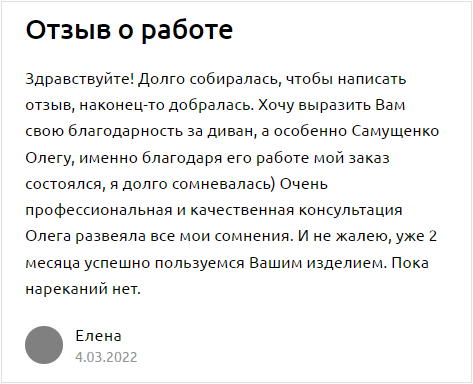 Отзыв о работе
Здравствуйте! Долго собиралась, чтобы написать
отзыв, наконец-то добралась. Хочу выразить Вам
свою благодарность за диван, а особенно Самущенко
Олегу, именно благодаря его работе мой заказ
состоялся, я долго сомневалась) Очень
профессиональная и качественная консультация
Олега развеяла все мои сомнения. И не жалею, уже 2
месяца успешно пользуемся Вашим изделием. Пока
нареканий нет.
Елена
4.03.2022